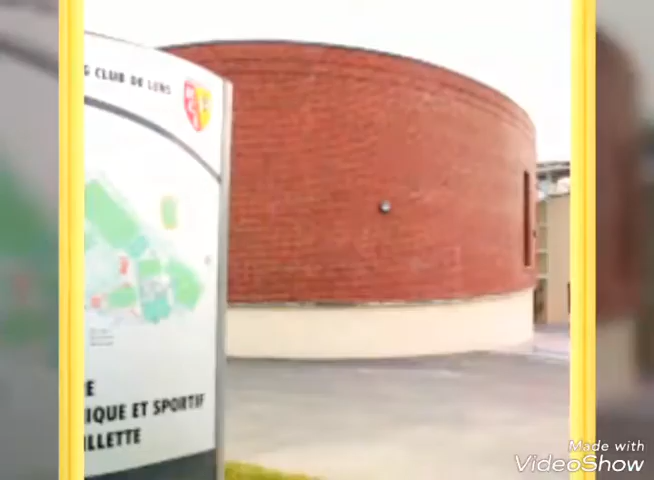 G CLUB DE LENS
E
IQUE ET SPORTIF
ILLETTE
Made with
VideoShow